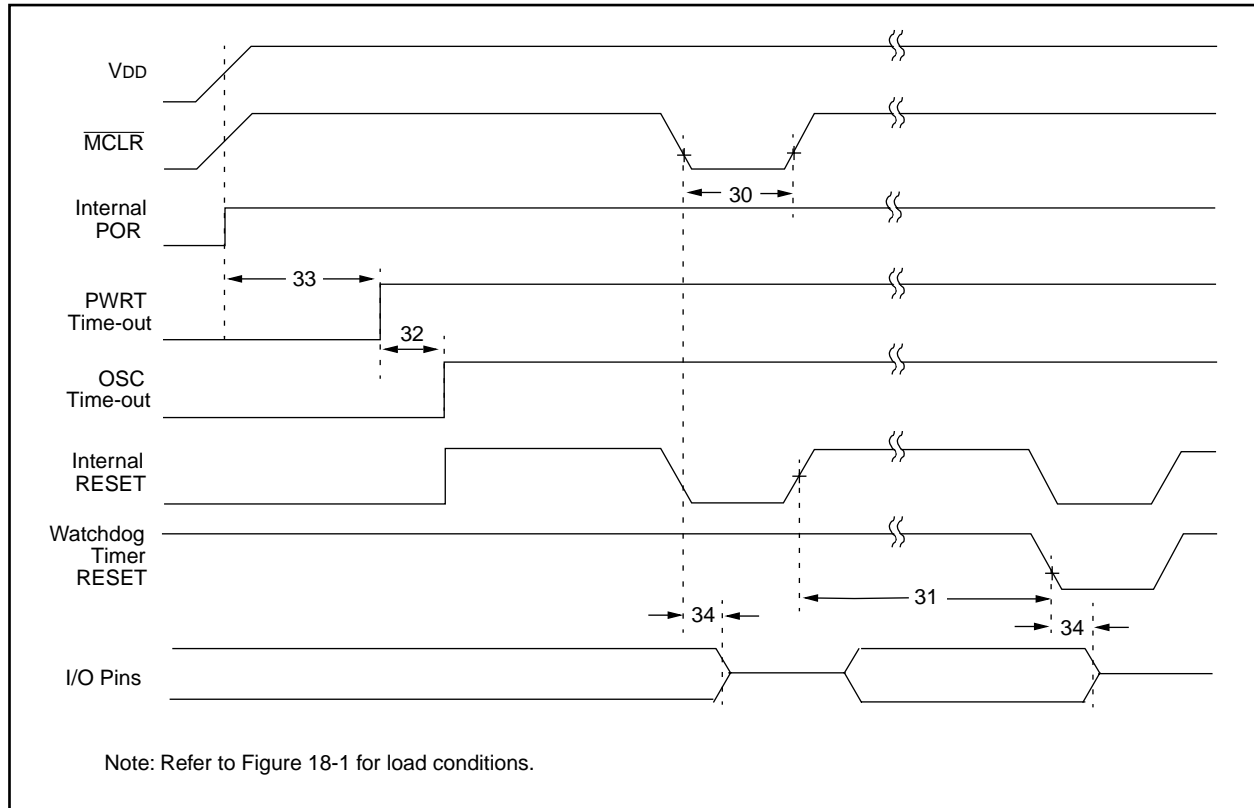 VDD
MCLR
Internal
POR
30
33
PWRT
Time-out
32
OSC
Time-out
Internal
RESET
Watchdog
Timer
RESET
31
34
34
I/O Pins
Note: Refer to Figure 18-1 for load conditions.